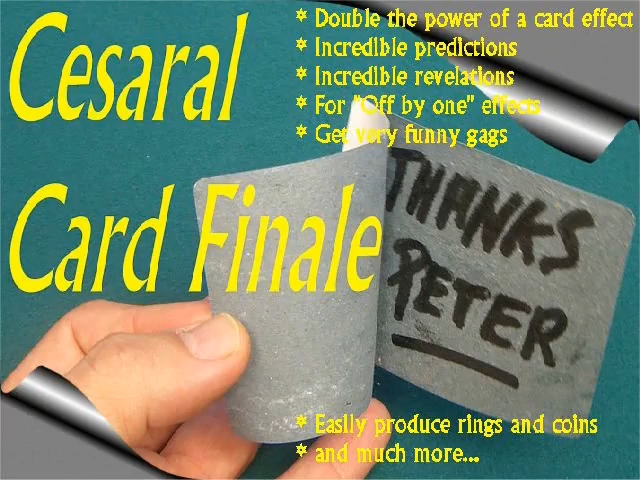 Cesaral
Card Finale
* Double the power of a card effect
* Incredible predictions
* Incredible revelations
* For "Off by one" effects
* Get very funny gags
THANKS
PETER
* Easily produce rings and coins
* and much more...